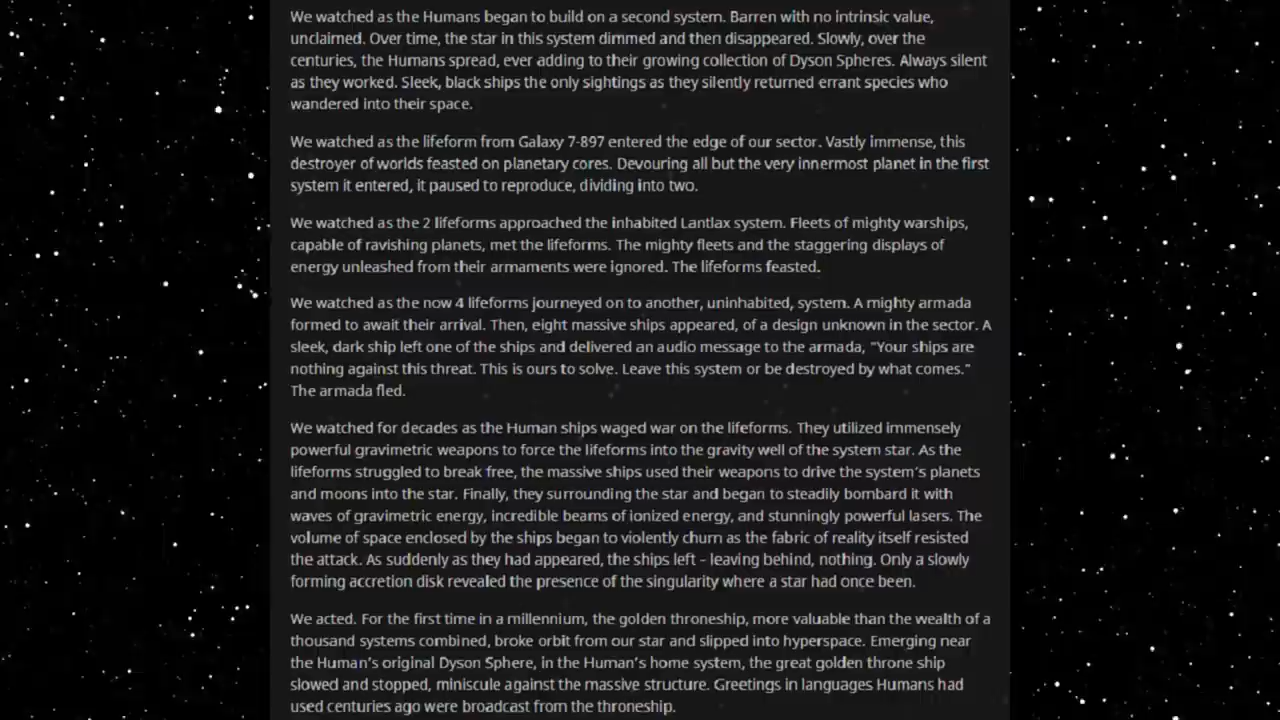 We watched as the Humans began to build on a second system. Barren with no intrinsic value,
unclaimed. Over time, the star in this system dimmed and then disappeared. Slowly, over the
centuries, the Humans spread, ever adding to their growing collection of Dyson Spheres. Always silent
as they worked. Sleek, black ships the only sightings as they silently returned errant species who
wandered into their space.
We watched as the lifeform from Galaxy 7-897 entered the edge of our sector. Vastly immense, this
destroyer of worlds feasted on planetary cores. Devouring all but the very innermost planet in the first
system it entered, it paused to reproduce, dividing into two.
We watched as the 2 lifeforms approached the inhabited Lantlax system. Fleets of mighty warships,
capable of ravishing planets, met the lifeforms. The mighty fleets and the staggering displays of
energy unleashed from their armaments were ignored. The lifeforms feasted.
We watched as the now 4 lifeforms journeyed on to another, uninhabited, system. A mighty armada
formed to await their arrival. Then, eight massive ships appeared, of a design unknown in the sector. A
sleek, dark ship left one of the ships and delivered an audio message to the armada, "Your ships are
nothing against this threat. This is ours to solve. Leave this system or be destroyed by what comes."
The armada fled.
We watched for decades as the Human ships waged war on the lifeforms. They utilized immensely
powerful gravimetric weapons to force the lifeforms into the gravity well of the system star. As the
lifeforms struggled to break free, the massive ships used their weapons to drive the system's planets
and moons into the star. Finally, they surrounding the star and began to steadily bombard it with
waves of gravimetric energy, incredible beams of ionized energy, and stunningly powerful lasers. The
volume of space enclosed by the ships began to violently churn as the fabric of reality itself resisted
the attack. As suddenly as they had appeared, the ships left - leaving behind, nothing. Only a slowly
forming accretion disk revealed the presence of the singularity where a star had once been.
We acted. For the first time in a millennium, the golden throneship, more valuable than the wealth of a
thousand systems combined, broke orbit from our star and slipped into hyperspace. Emerging near
the Human's original Dyson Sphere, in the Human's home system, the great golden throne ship
slowed and stopped, miniscule against the massive structure. Greetings in languages Humans had
used centuries ago were broadcast from the throneship.